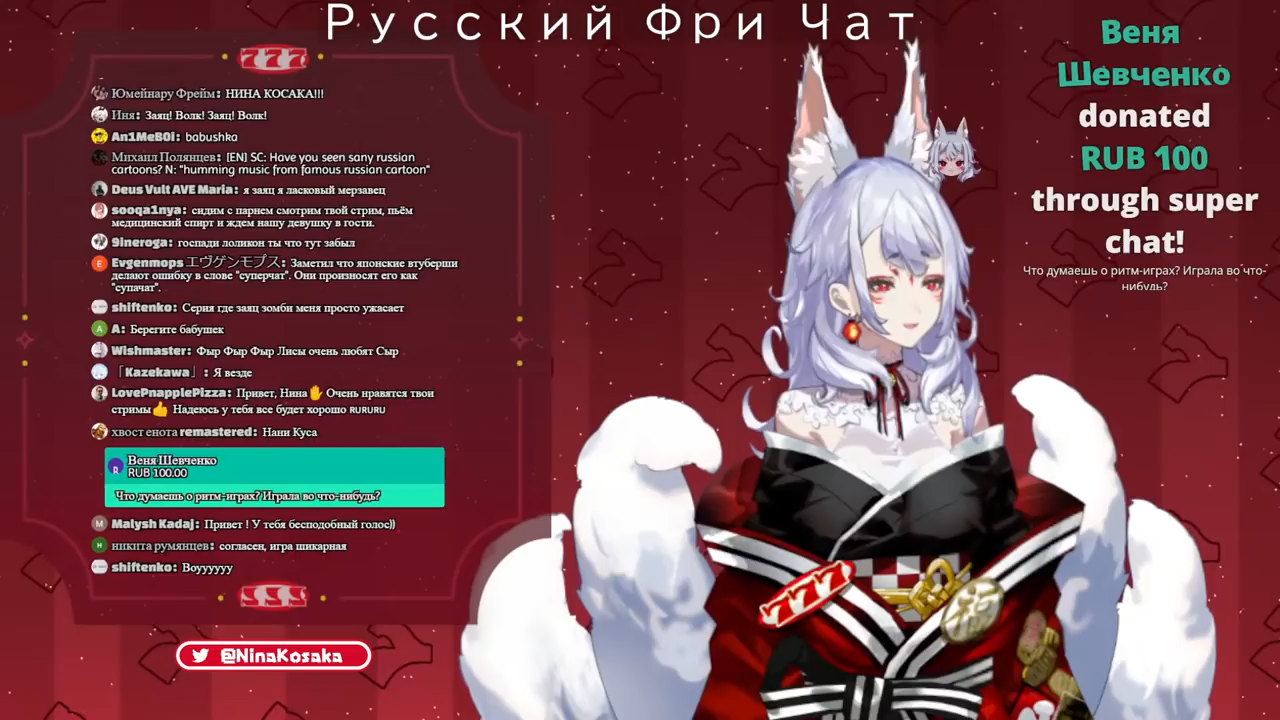 Русский Фри Чат
777
Юмейнару Фрейм: НИНА КОСАКА!!!
Иня: Заяц! Волк! Заяц! Волк!
An1MeB0i: babushka
Михаил Полянцев: [EN] SC: Have you seen sany russian
cartoons? N: "humming music from famous russian cartoon"
Deus Vult AVE Maria: я заяц я ласковый мерзавец
sooqa1nya: сидим с парнем смотрим твой стрим, пьём
медицинский спирт и ждем нашу девушку в гости.
9ineroga: госпади лоликон ты что тут забыл
Evgenmops エヴゲンモプス: Заметил что японские втуберши
делают ошибку в слове "суперчат". Они произносят его как
"супачат".
shiftenko: Серия где заяц зомби меня просто ужасает
A: Берегите бабушек
Wishmaster: Фыр Фыр Фыр Лисы очень любят Сыр
「Kazekawa」: Я везде
LovePnapplePizza: Привет, Нина✋ Очень нравятся твои
стримы👍 Надеюсь у тебя все будет хорошо RURURU
хвост енота remastered: Нани Куса
Веня Шевченко
RUB 100.00
Что думаешь о ритм-играх? Играла во что-нибудь?
Malysh Kadaj: Привет ! У тебя бесподобный голос))
никита румянцев: согласен, игра шикарная
shiftenko: Воуууууу
@NinaKosaka
Веня
Шевченко
donated
RUB 100
through super
chat!
Что думаешь о ритм-играх? Играла во что-
нибудь?
777